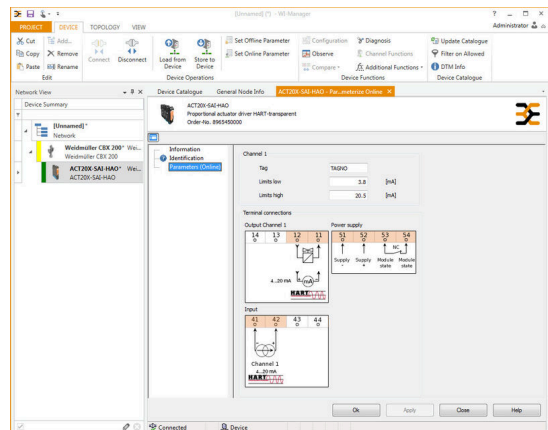 [Unnamed] (*) - WI-Manager
PROJECT DEVICE TOPOLOGY VIEW Administrator
Cut Add... Set Offline Parameter Configuration Diagnosis Update Catalogue
Copy Remove Connect Disconnect Load from Device Store to Device Set Online Parameter Observe Channel Functions Filter on Allowed
Paste Rename Compare Additional Functions DTM Info
Edit Device Operations Device Functions Device Catalogue
Network View Device Catalogue General Node Info ACT20X-SAI-HAO - Par...meterize Online
Device Summary
ACT20X-SAI-HAO
Proportional actuator driver HART-transparent
Order-No. 8965450000
[Unnamed]*
Network
Weidmüller CBX 200* Wei...
Weidmüller CBX 200
ACT20X-SAI-HAO* Wei...
ACT20X-SAI-HAO
Information
Identification
Parameters (Online)
Channel 1
Tag TAGNO
Limits low 3.8 [mA]
Limits high 20.5 [mA]
Terminal connections
Output Channel 1 Power supply
14 13 12 11 51 52 53 54
NC
Supply - Supply + Module state Module state
mA
4...20 mA
HART
Input
41 42 43 44
Channel 1
4...20 mA
HART
Ok Apply Close Help
Connected Device